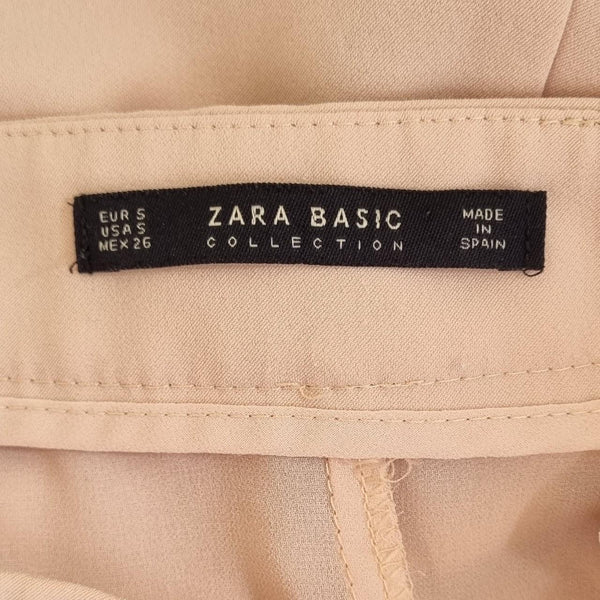 EUR S
USA S
MEX 26
ZARA BASIC
COLLECTION
MADE
IN
SPAIN